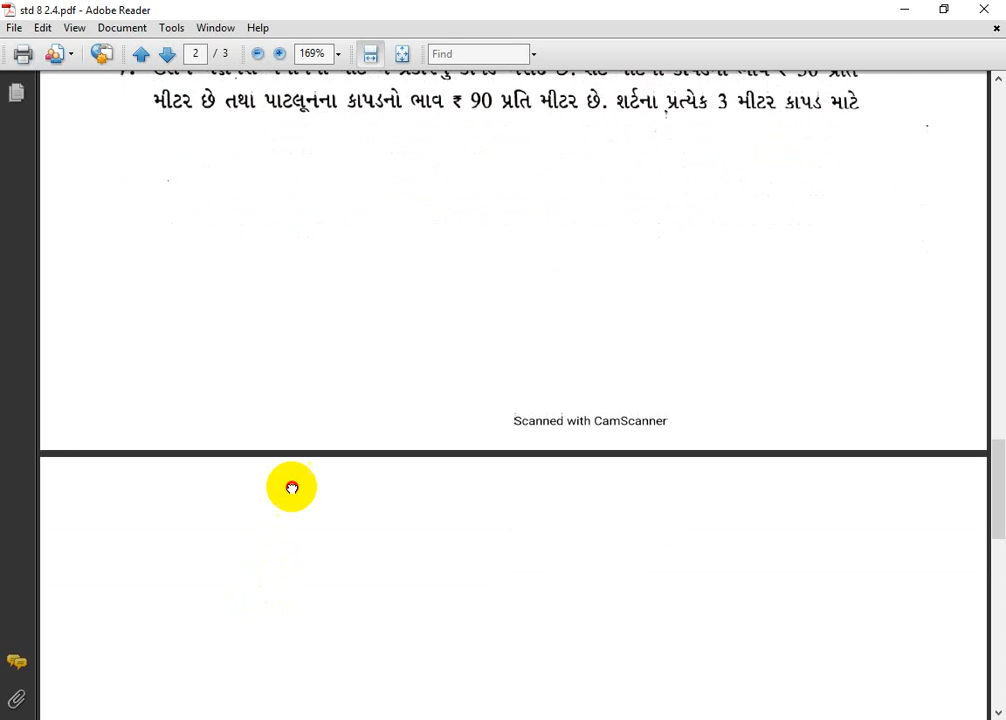 std 8 2.4.pdf - Adobe Reader
File Edit View Document Tools Window Help
2 / 3 169% Find
મીટર છે તથા પાટલૂનના કાપડનો ભાવ ₹ 90 પ્રતિ મીટર છે. શર્ટના પ્રત્યેક 3 મીટર કાપડ માટે
Scanned with CamScanner